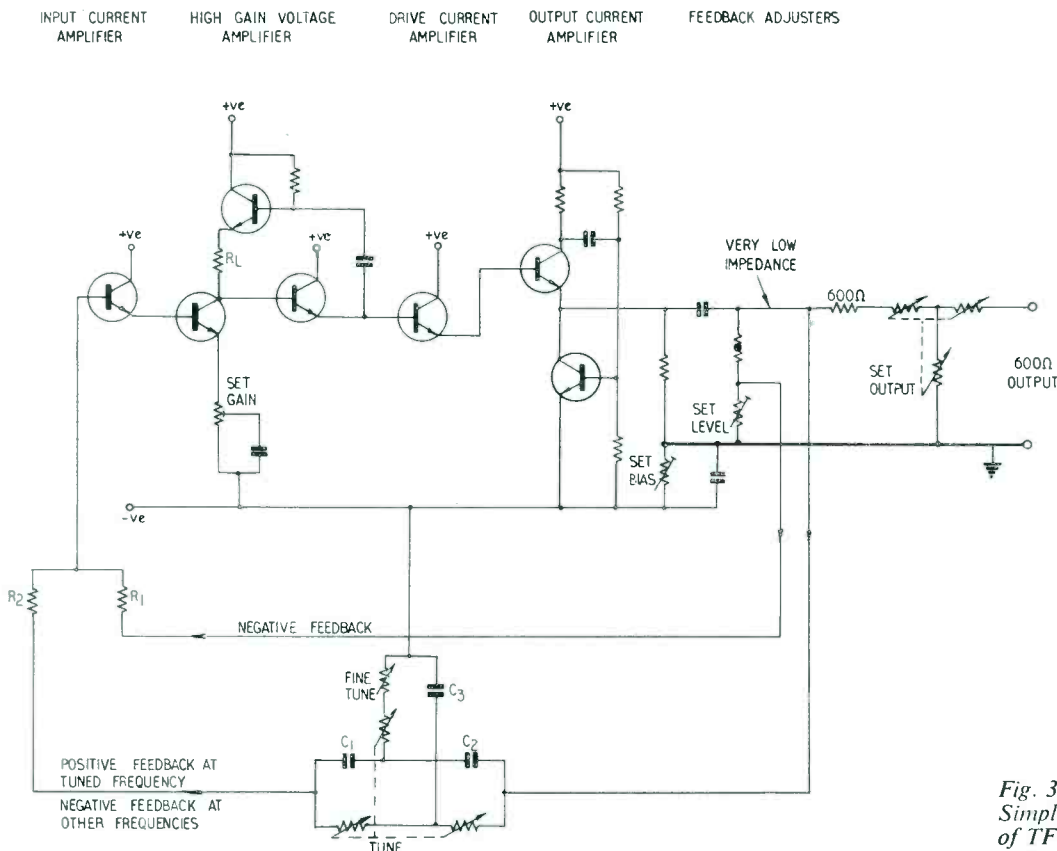 INPUT CURRENT
AMPLIFIER
HIGH GAIN VOLTAGE
AMPLIFIER
DRIVE CURRENT
AMPLIFIER
OUTPUT CURRENT
AMPLIFIER
FEEDBACK ADJUSTERS
+ve
+ve
+ve
+ve
+ve
RL
VERY LOW
IMPEDANCE
600Ω
SET
OUTPUT
600Ω
OUTPUT
SET
GAIN
SET
LEVEL
SET
BIAS
-ve
R2
R1
NEGATIVE FEEDBACK
FINE
TUNE
C3
C1
C2
POSITIVE FEEDBACK AT
TUNED FREQUENCY
NEGATIVE FEEDBACK AT
OTHER FREQUENCIES
TUNE
Fig. 3
Simpl
of TF